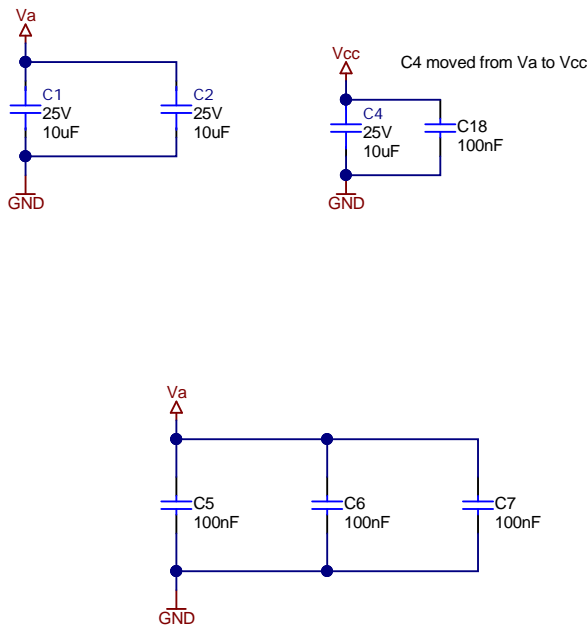 Va
C1
25V
10uF
C2
25V
10uF
GND
Vcc
C4 moved from Va to Vcc
C4
25V
10uF
C18
100nF
GND
Va
C5
100nF
C6
100nF
C7
100nF
GND